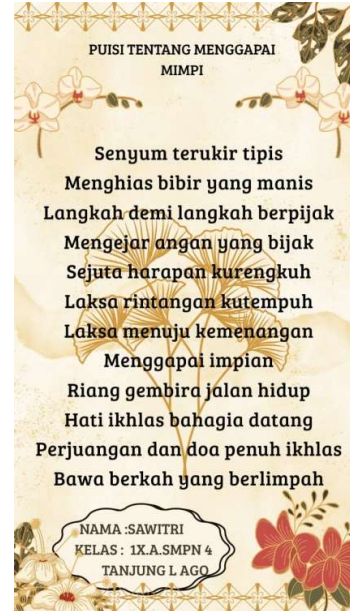 PUISI TENTANG MENGGAPAI
MIMPI
Senyum terukir tipis
Menghias bibir yang manis
Langkah demi langkah berpijak
Mengejar angan yang bijak
Sejuta harapan kurengkuh
Laksa rintangan kutempuh
Laksa menuju kemenangan
Menggapai impian
Riang gembira jalan hidup
Hati ikhlas bahagia datang
Perjuangan dan doa penuh ikhlas
Bawa berkah yang berlimpah
NAMA :SAWITRI
KELAS : 1X.A.SMPN 4
TANJUNG L AGO